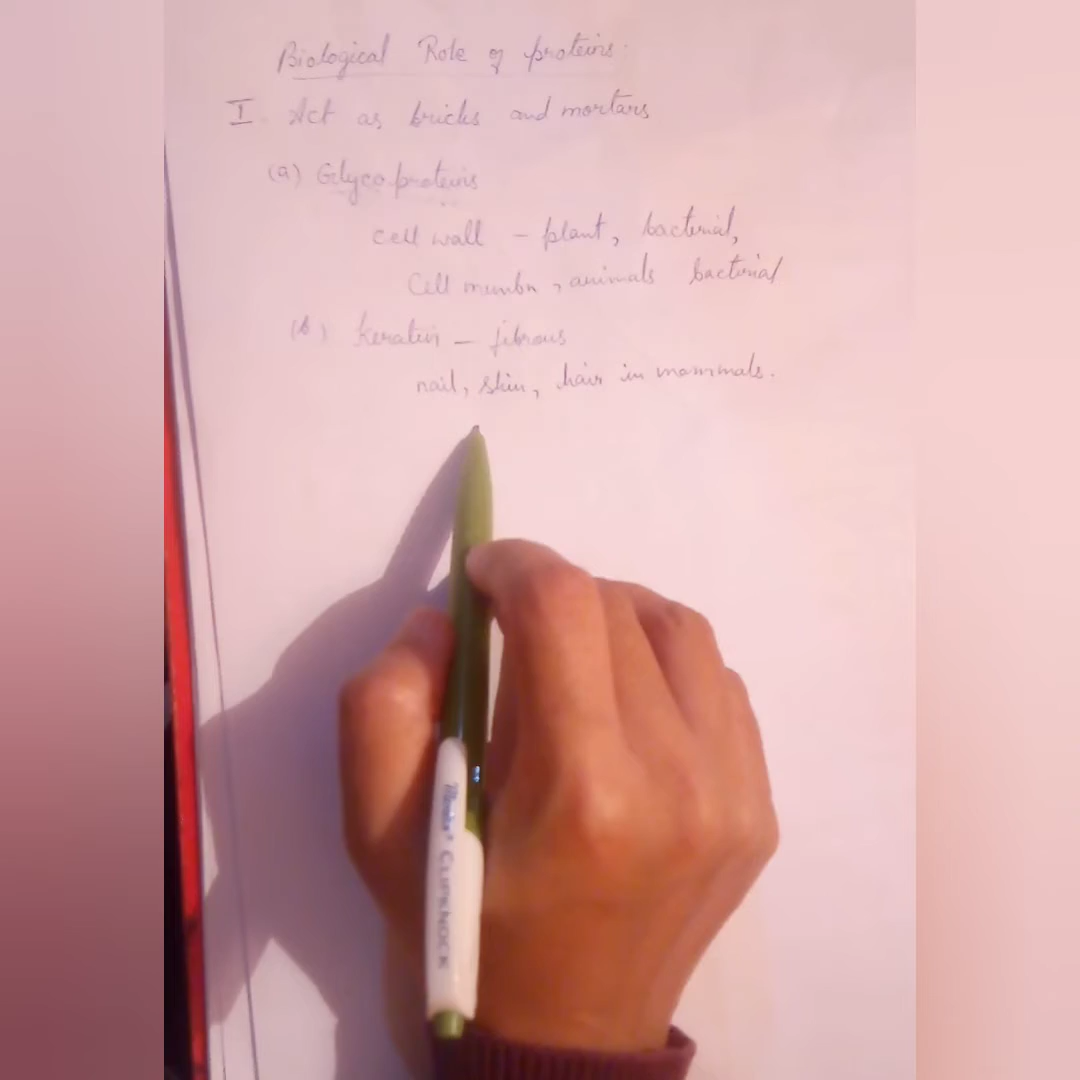 Biological Role of proteins.
I. Act as bricks and mortars
(a) Glycoproteins
cell wall – plant, bacterial,
Cell membn, animals bacterial
(b) Keratin – fibrous
nail, skin, hair in mammals.
CLIPKNOCK